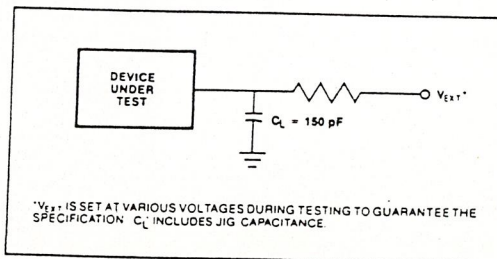 DEVICE
UNDER
TEST
V_EXT*
C_L = 150 pF
*V_EXT IS SET AT VARIOUS VOLTAGES DURING TESTING TO GUARANTEE THE
SPECIFICATION C_L INCLUDES JIG CAPACITANCE.